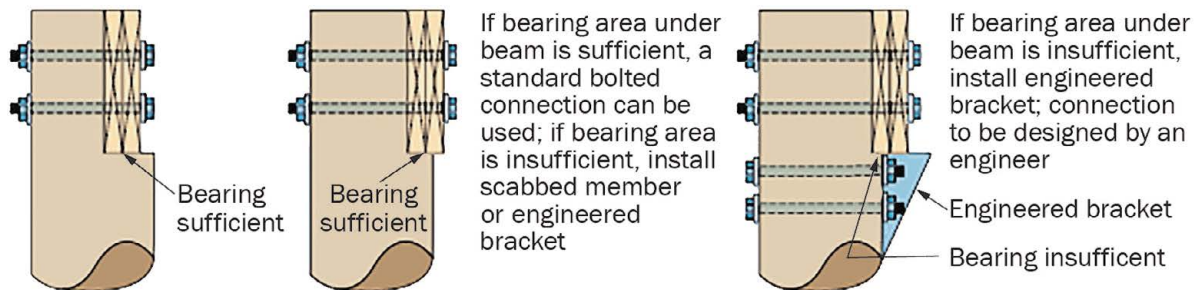 Bearing
sufficient
Bearing
sufficient
If bearing area under
beam is sufficient, a
standard bolted
connection can be
used; if bearing area
is insufficient, install
scabbed member
or engineered
bracket
If bearing area under
beam is insufficient,
install engineered
bracket; connection
to be designed by an
engineer
Engineered bracket
Bearing insufficent